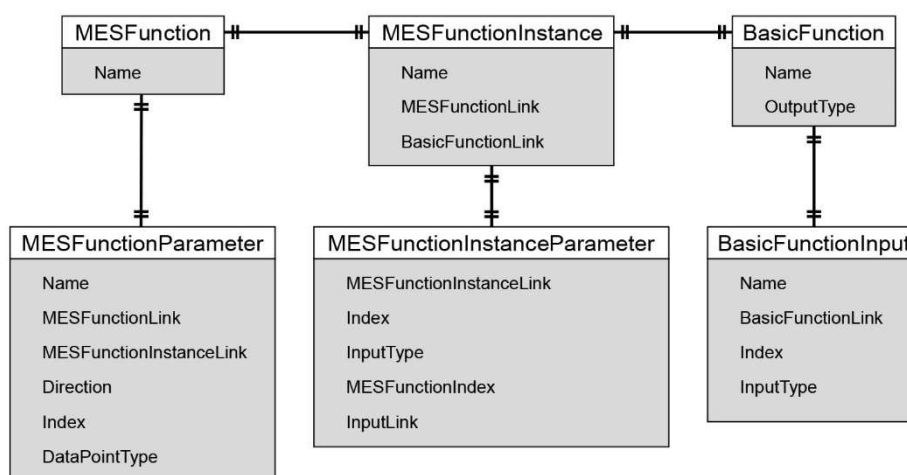 MESFunction
Name
MESFunctionInstance
Name
MESFunctionLink
BasicFunctionLink
BasicFunction
Name
OutputType
MESFunctionParameter
Name
MESFunctionLink
MESFunctionInstanceLink
Direction
Index
DataPointType
MESFunctionInstanceParameter
MESFunctionInstanceLink
Index
InputType
MESFunctionIndex
InputLink
BasicFunctionInput
Name
BasicFunctionLink
Index
InputType